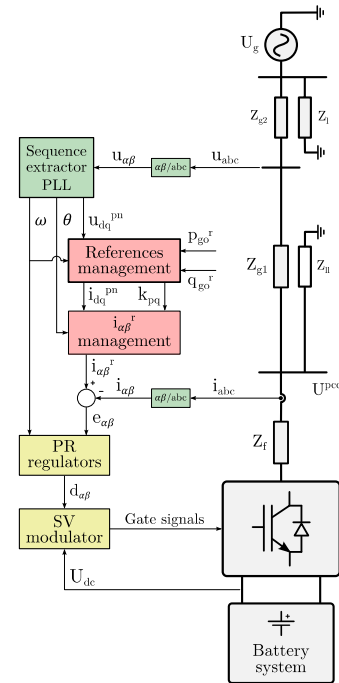 U_g
Z_g2
Z_l
Sequence
extractor
PLL
u_αβ
αβ/abc
u_abc
ω
θ
u_dq^pn
References
management
p_go^r
q_go^r
Z_g1
Z_ll
i_dq^pn
k_pq
i_αβ^r
management
i_αβ^r
+
-
i_αβ
αβ/abc
i_abc
U^pcc
e_αβ
Z_f
PR
regulators
d_αβ
SV
modulator
Gate signals
U_dc
+
Battery
system